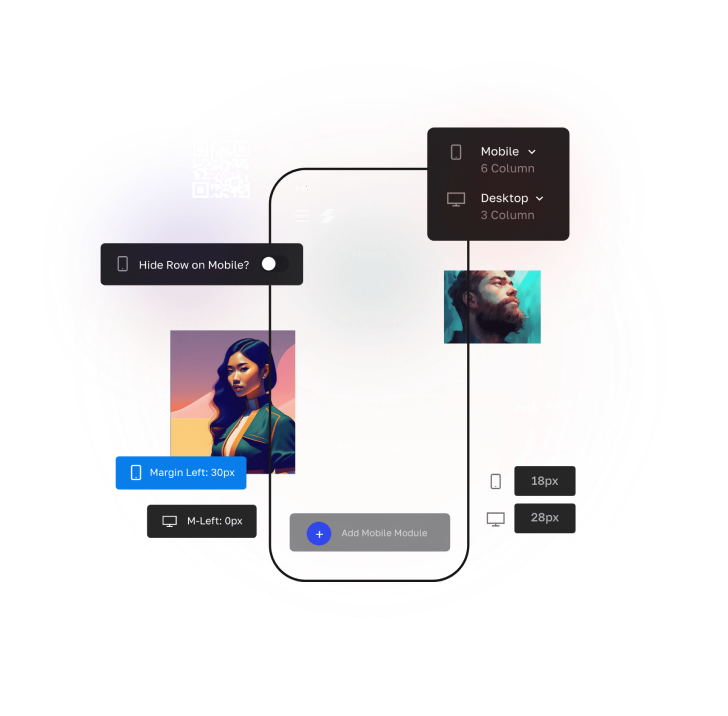 Mobile
6 Column
Desktop
3 Column
Hide Row on Mobile?
Margin Left: 30px
M-Left: 0px
18px
28px
+ Add Mobile Module